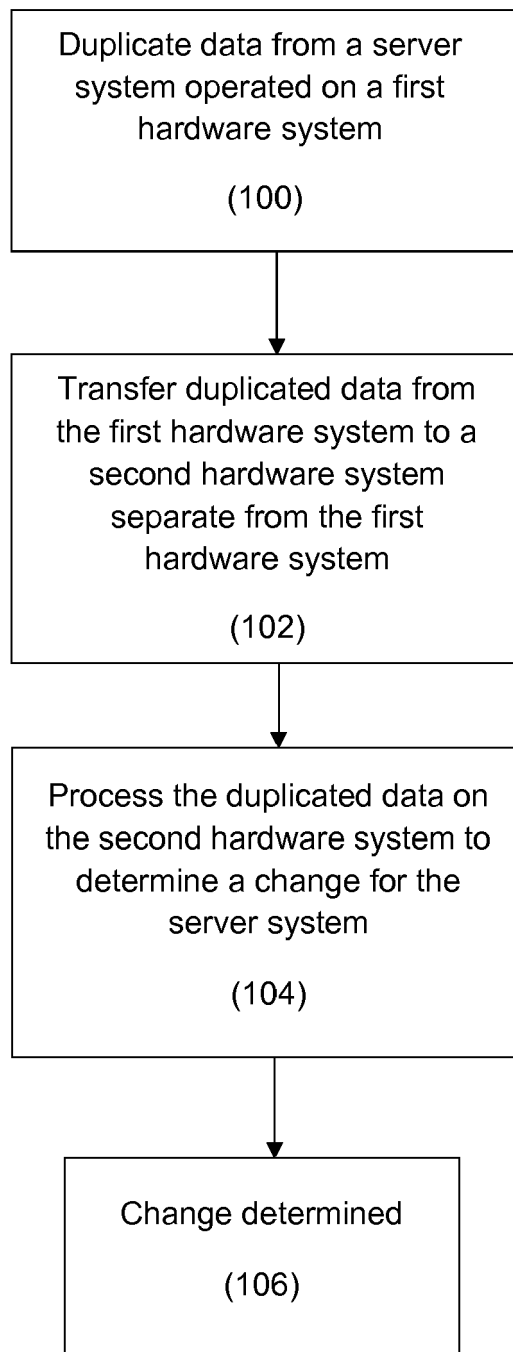 Duplicate data from a server
system operated on a first
hardware system
(100)
Transfer duplicated data from
the first hardware system to a
second hardware system
separate from the first
hardware system
(102)
Process the duplicated data on
the second hardware system to
determine a change for the
server system
(104)
Change determined
(106)